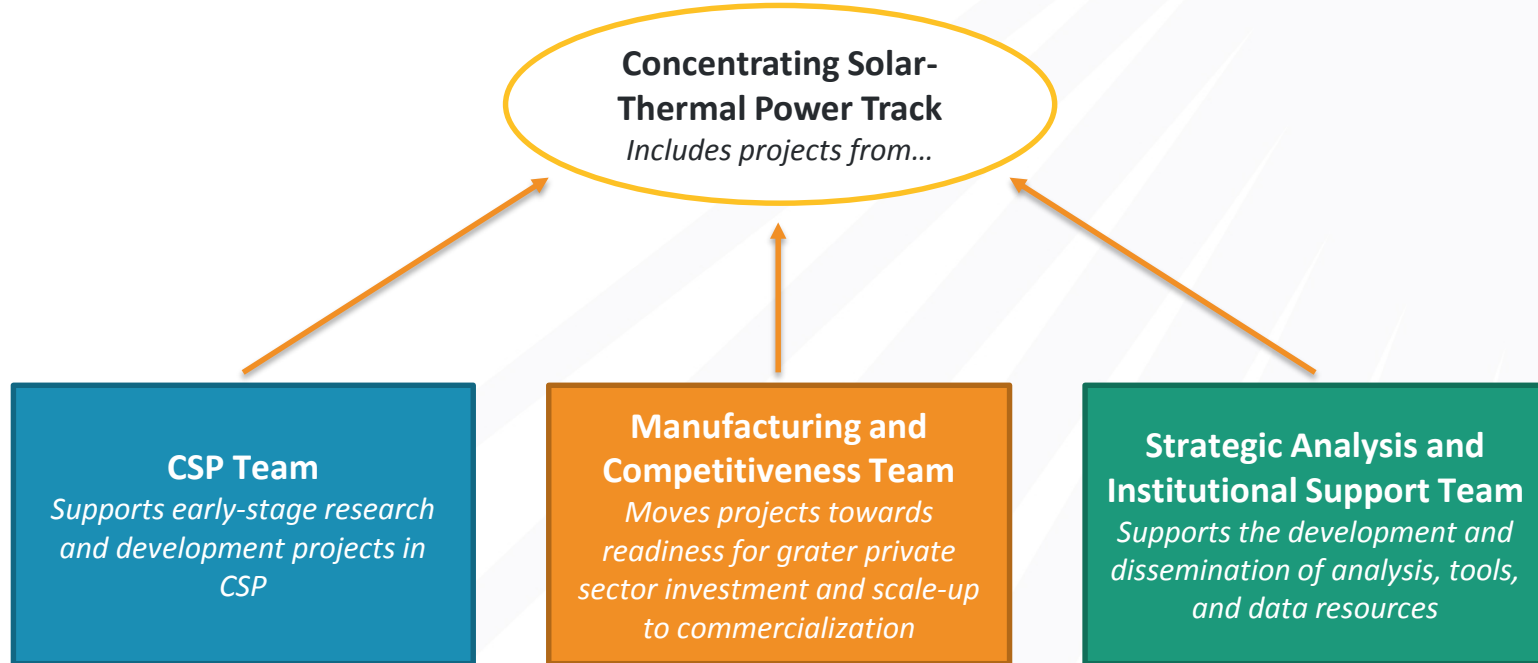 Concentrating Solar-
Thermal Power Track
Includes projects from…
CSP Team
Supports early-stage research
and development projects in
CSP
Manufacturing and
Competitiveness Team
Moves projects towards
readiness for grater private
sector investment and scale-up
to commercialization
Strategic Analysis and
Institutional Support Team
Supports the development and
dissemination of analysis, tools,
and data resources